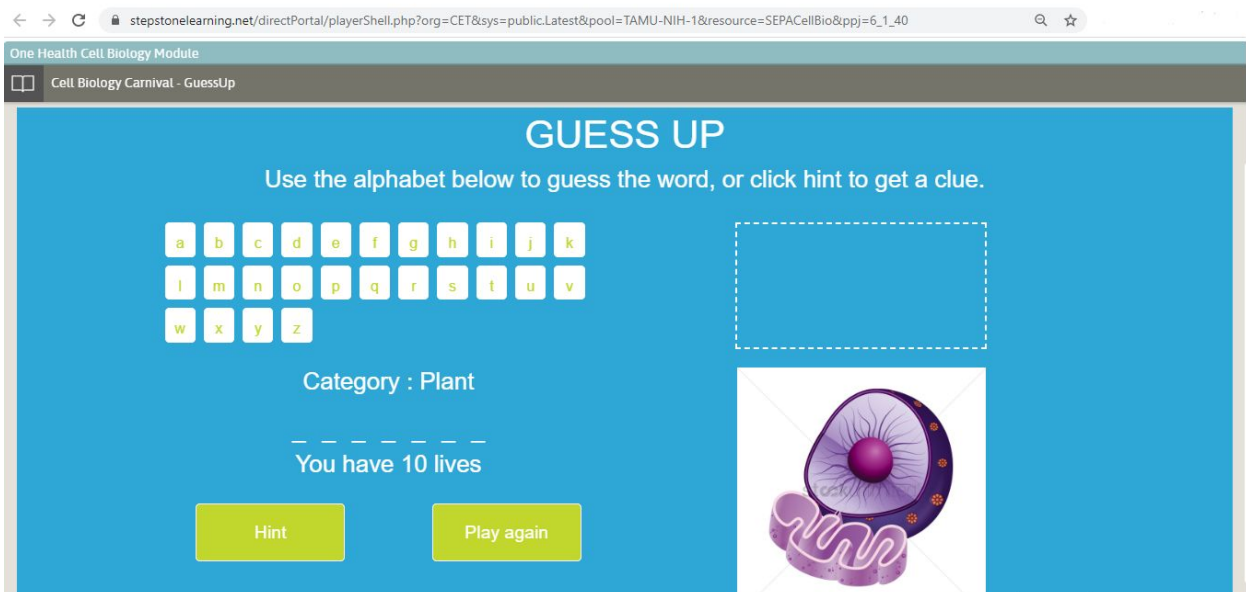 stepstonelearning.net/directPortal/playerShell.php?org=CET&sys=public.Latest&pool=TAMU-NIH-1&resource=SEPACellBio&ppj=6_1_40
One Health Cell Biology Module
Cell Biology Carnival - GuessUp
GUESS UP
Use the alphabet below to guess the word, or click hint to get a clue.
a b c d e f g h i j k
l m n o p q r s t u v
w x y z
Category : Plant
_ _ _ _ _ _ _
You have 10 lives
Hint Play again